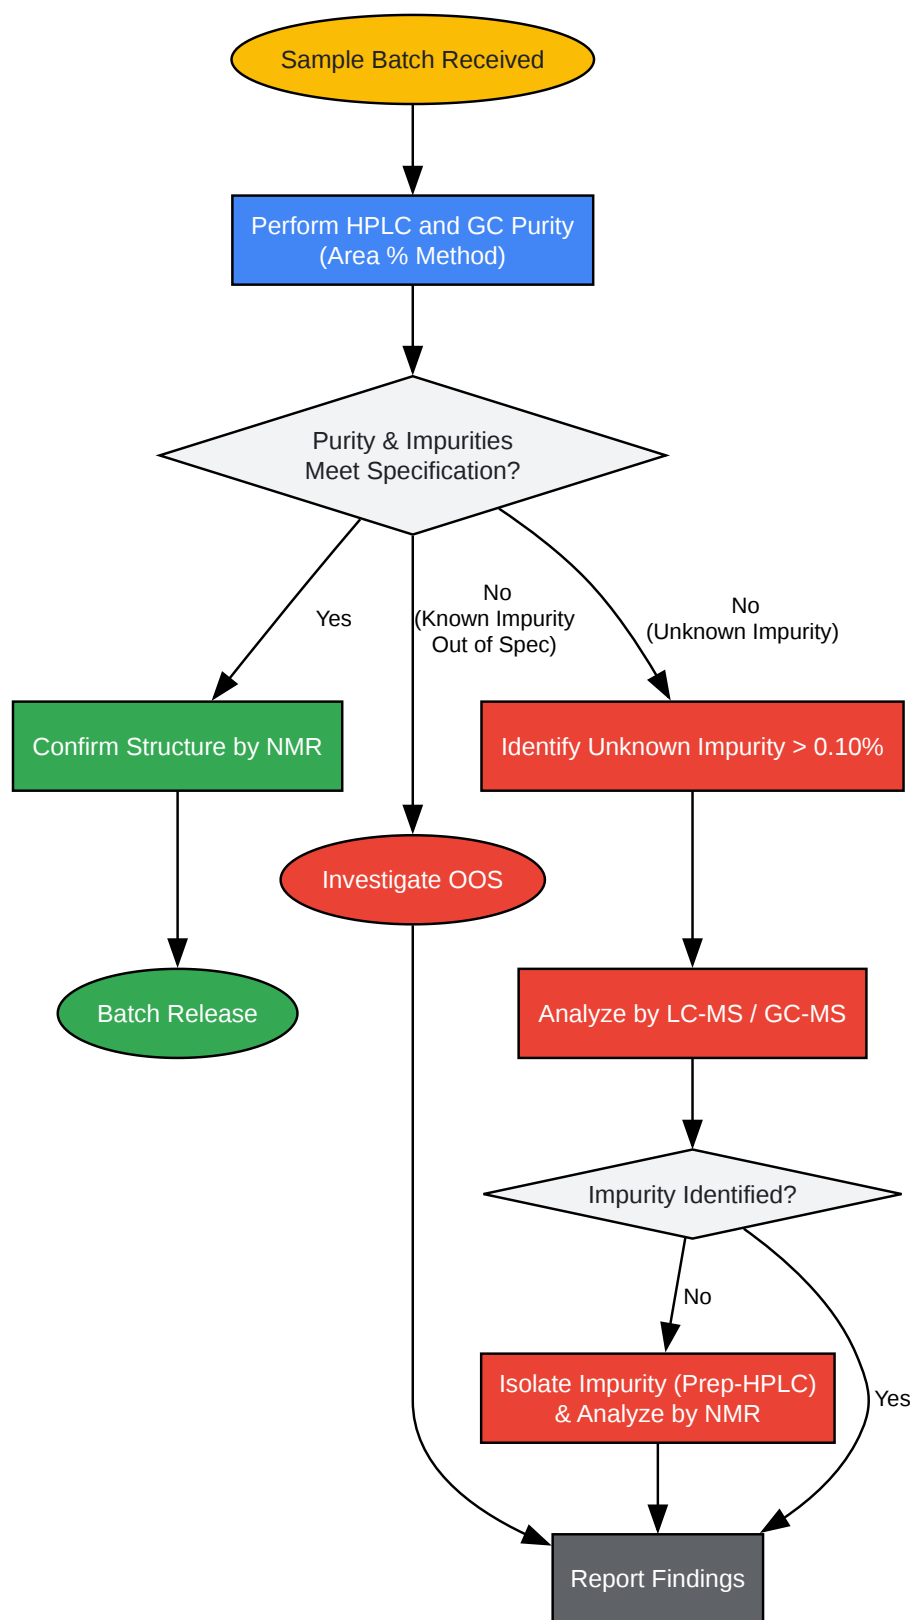 Sample Batch Received
Perform HPLC and GC Purity
(Area % Method)
Purity & Impurities
Meet Specification?
Yes
No
(Known Impurity
Out of Spec)
No
(Unknown Impurity)
Confirm Structure by NMR
Identify Unknown Impurity > 0.10%
Investigate OOS
Batch Release
Analyze by LC-MS / GC-MS
Impurity Identified?
No
Isolate Impurity (Prep-HPLC)
& Analyze by NMR
Yes
Report Findings